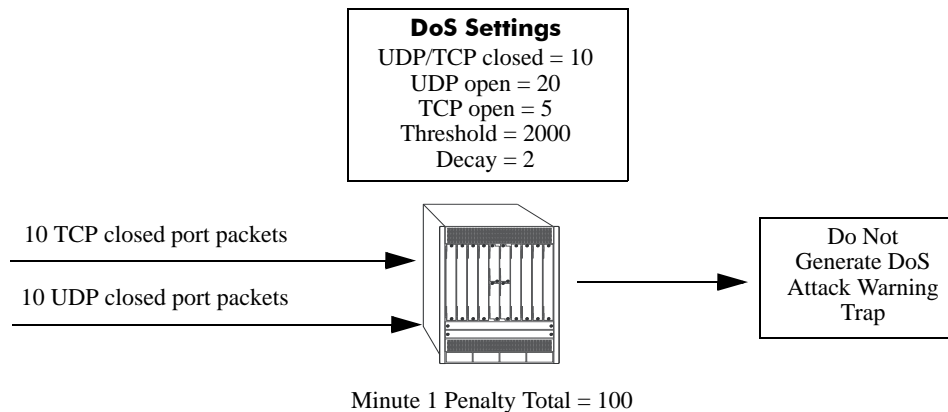 DoS Settings
UDP/TCP closed = 10
UDP open = 20
TCP open = 5
Threshold = 2000
Decay = 2
10 TCP closed port packets
10 UDP closed port packets
Do Not
Generate DoS
Attack Warning
Trap
Minute 1 Penalty Total = 100